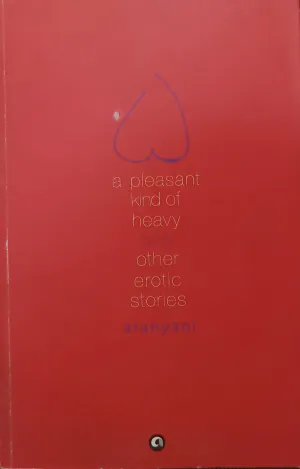 a pleasant
kind of
heavy
other
erotic
stories
aranyani
a